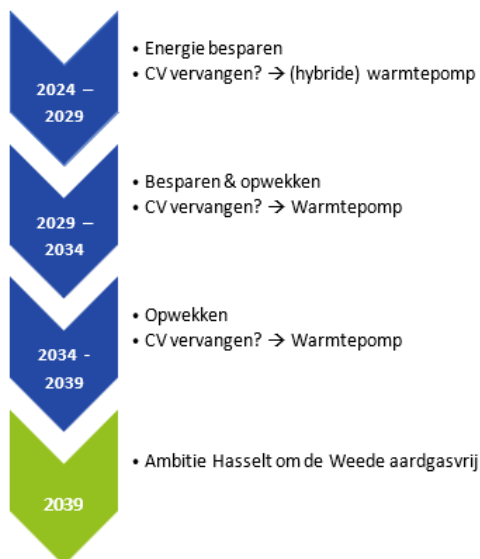 2024 –
2029
• Energie besparen
• CV vervangen? → (hybride) warmtepomp
2029 –
2034
• Besparen & opwekken
• CV vervangen? → Warmtepomp
2034 -
2039
• Opwekken
• CV vervangen? → Warmtepomp
2039
• Ambitie Hasselt om de Weede aardgasvrij